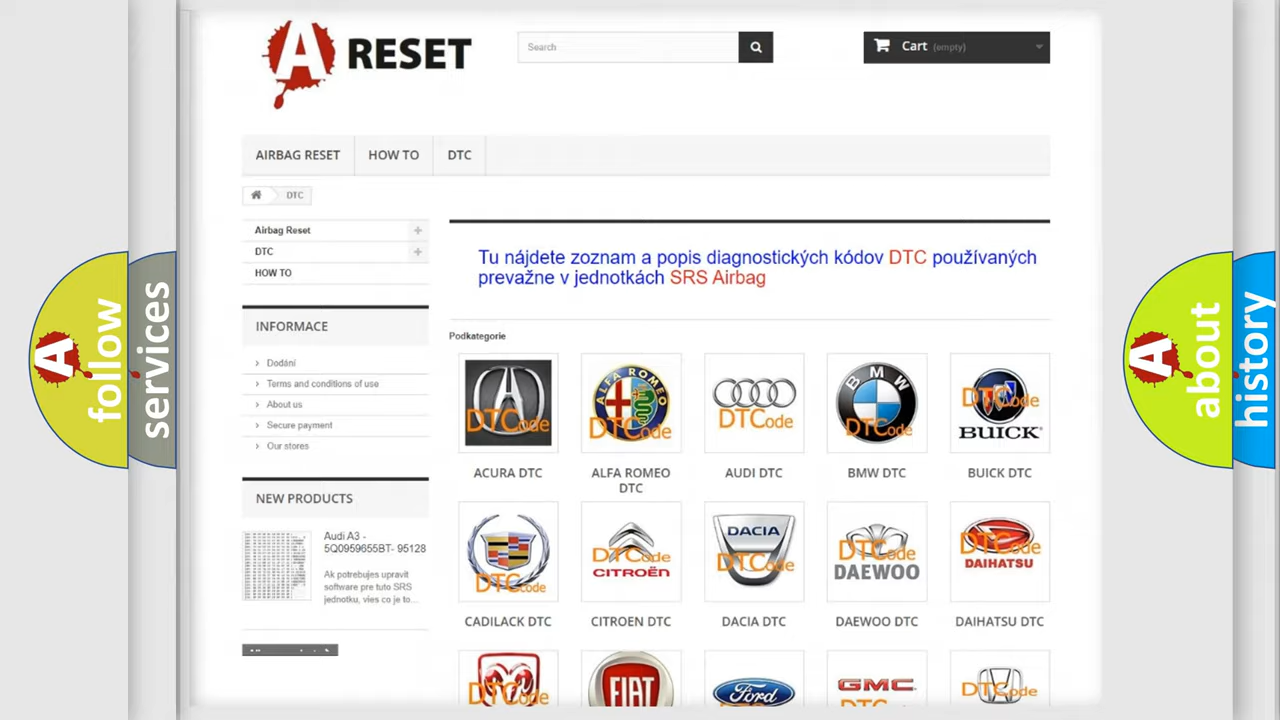 A RESET
Search
Cart (empty)
AIRBAG RESET
HOW TO
DTC
DTC
Airbag Reset
DTC
HOW TO
INFORMACE
Dodání
Terms and conditions of use
About us
Secure payment
Our stores
NEW PRODUCTS
Audi A3 -
5Q0959655BT- 95128
Ak potrebujes upravit
software pre tuto SRS
jednotku, vies co je to...
Tu nájdete zoznam a popis diagnostických kódov DTC používaných
prevažne v jednotkách SRS Airbag
Podkategorie
DTCode
ALFA ROMEO
DTCode
DTCode
BMW
DTCode
DTCode
BUICK
ACURA DTC
ALFA ROMEO
DTC
AUDI DTC
BMW DTC
BUICK DTC
DTCode
DTCode
CITROËN
DACIA
DTCode
DTCode
DAEWOO
DTCode
DAIHATSU
CADILACK DTC
CITROEN DTC
DACIA DTC
DAEWOO DTC
DAIHATSU DTC
DTCode
FIAT
Ford
GMC
DTCode
A follow
services
A about
history